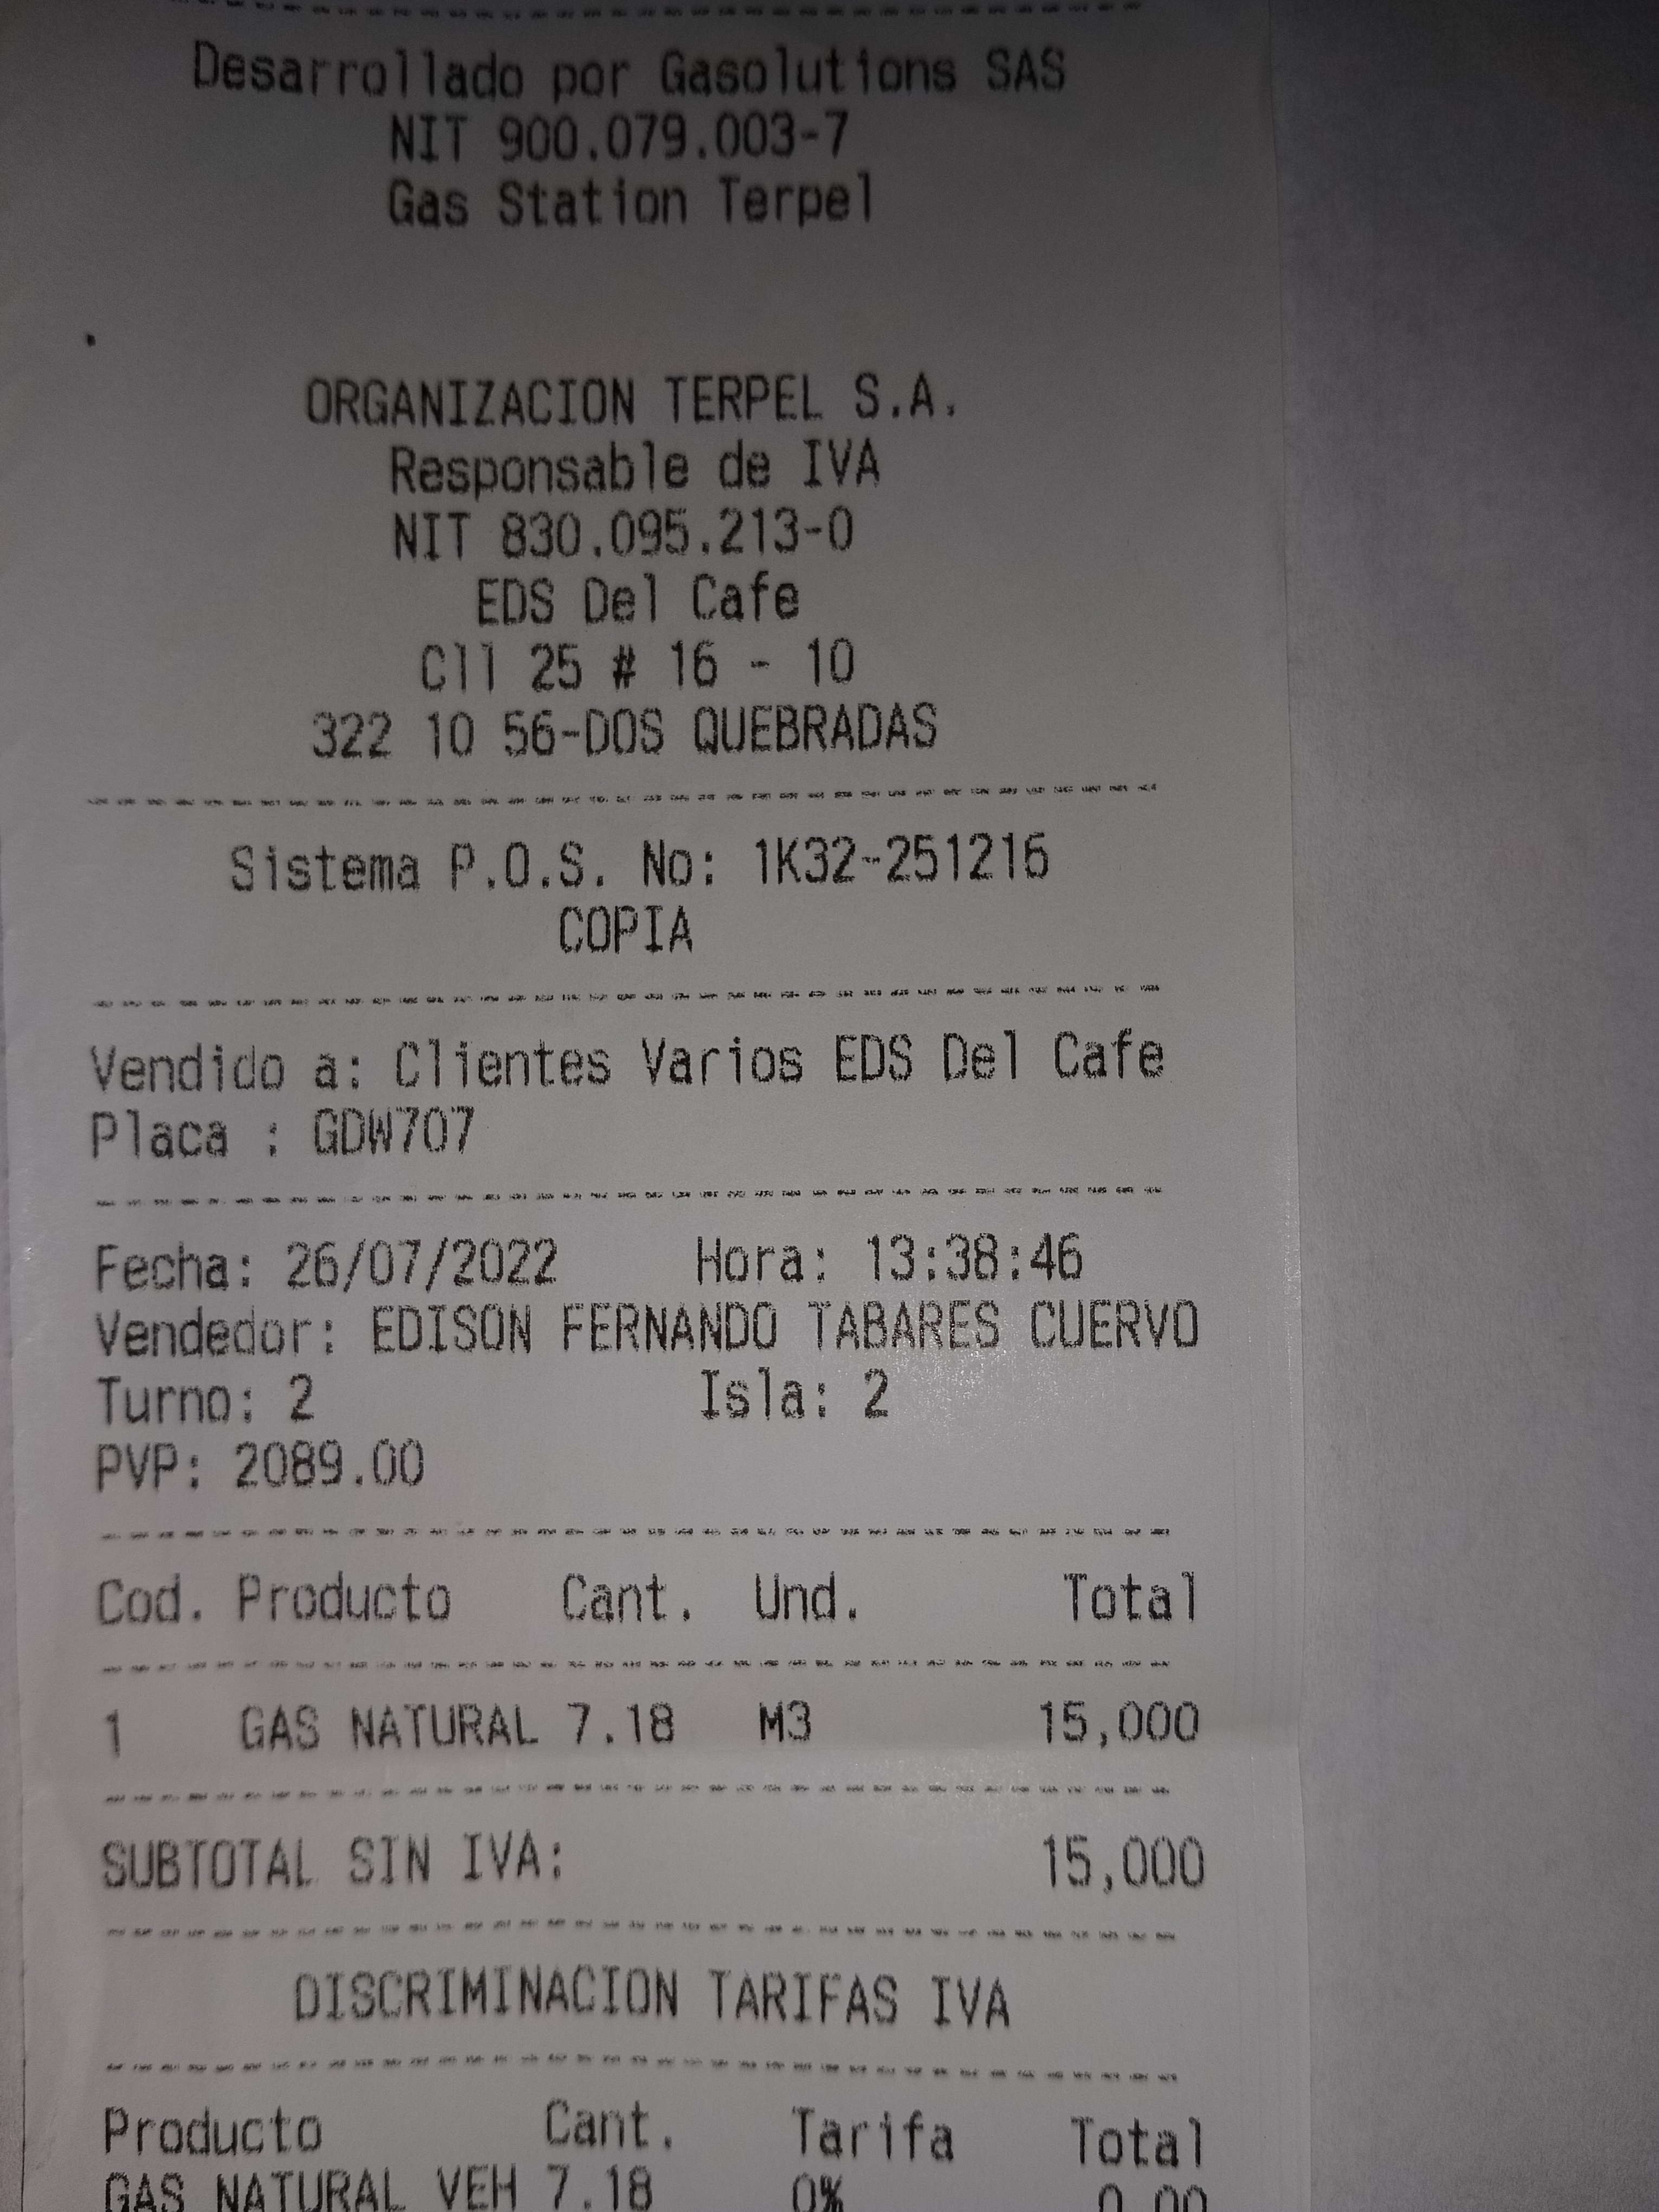 Desarrollado por Gasolutions SAS
NIT 900.079.003-7
Gas Station Terpel
ORGANIZACION TERPEL S.A.
Responsable de IVA
NIT 830.095.213-0
EDS Del Cafe
Cll 25 # 16 - 10
322 10 56-DOS QUEBRADAS
Sistema P.O.S. No: 1K32-251216
COPIA
Vendido a: Clientes Varios EDS Del Cafe
Placa : GDW707
Fecha: 26/07/2022 Hora: 13:38:46
Vendedor: EDISON FERNANDO TABARES CUERVO
Turno: 2 Isla: 2
PVP: 2089.00
Cod. Producto Cant. Und. Total
1 GAS NATURAL 7.18 M3 15,000
SUBTOTAL SIN IVA: 15,000
DISCRIMINACION TARIFAS IVA
Producto Cant. Tarifa Total
GAS NATURAL VEH 7.18 0% 0.00